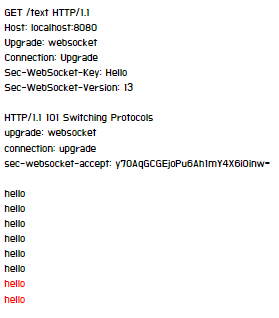 GET /text HTTP/1.1
Host: localhost:8080
Upgrade: websocket
Connection: Upgrade
Sec-WebSocket-Key: Hello
Sec-WebSocket-Version: 13

HTTP/1.1 101 Switching Protocols
upgrade: websocket
connection: upgrade
sec-websocket-accept: y70AqGCGEjoPu6Ah1mY4X6i0inw=

hello
hello
hello
hello
hello
hello
hello
hello